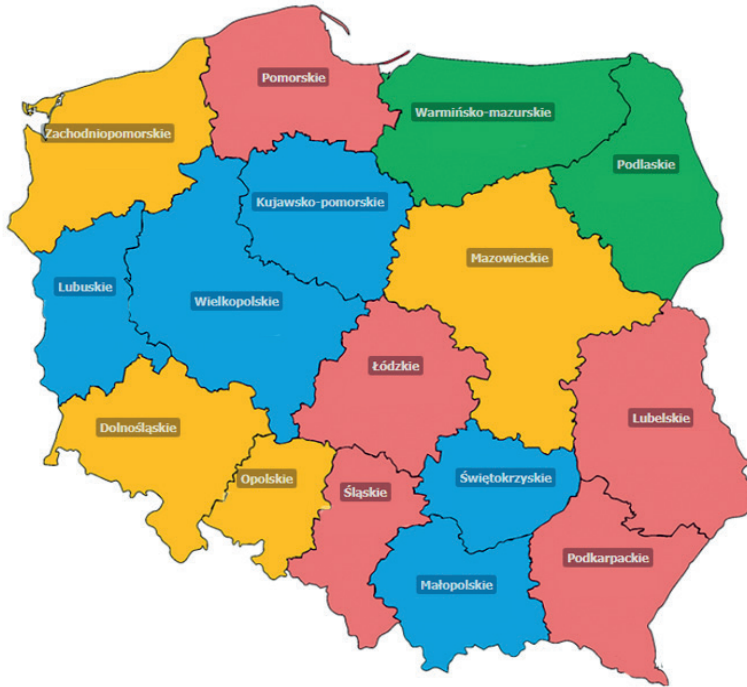 Pomorskie
Warmińsko-mazurskie
Zachodniopomorskie
Podlaskie
Kujawsko-pomorskie
Mazowieckie
Lubuskie
Wielkopolskie
Łódzkie
Lubelskie
Dolnośląskie
Opolskie
Śląskie
Świętokrzyskie
Podkarpackie
Małopolskie